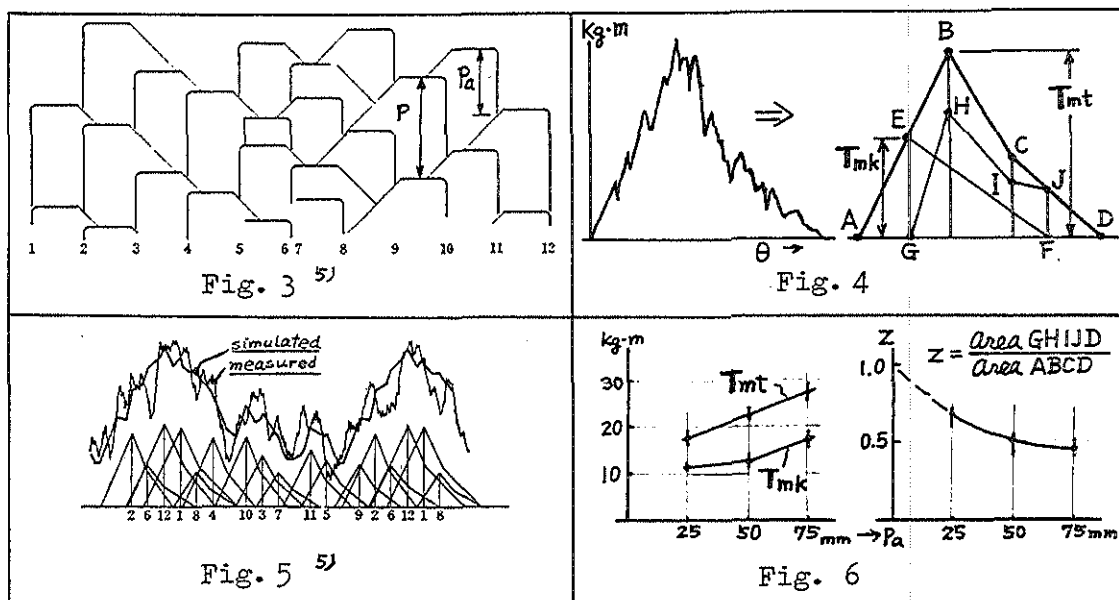 P
Pa
1 2 3 4 5 6 7 8 9 10 11 12
Fig. 3 5)
kg·m
θ →
⇒
B
H
E
Tmk
Tmt
C
I
J
A
G
F
D
Fig. 4
simulated
measured
2 6 12 1 8 4 10 3 7 11 5 9 2 6 12 1 8
Fig. 5 5)
kg-m
30
20
10
Tmt
Tmk
25 50 75mm → Pa
Z
1.0
0.5
Z = area GHIJD / area ABCD
25 50 75mm
Fig. 6